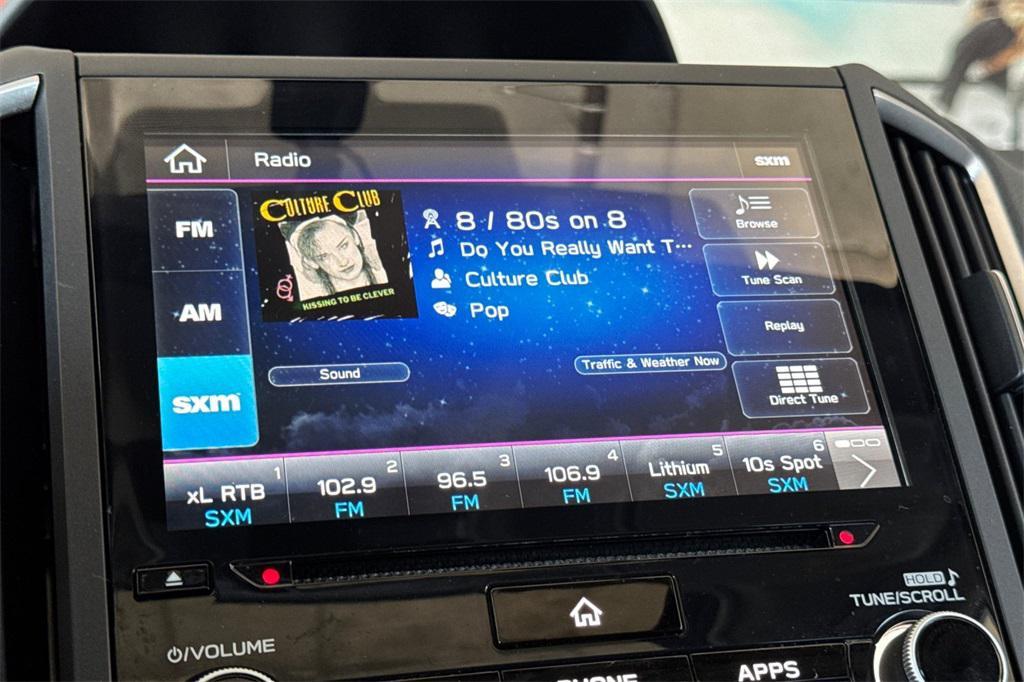 Radio
sxm
FM
AM
sxm
CULTURE CLUB
KISSING TO BE CLEVER
8 / 80s on 8
Do You Really Want T...
Culture Club
Pop
Sound
Traffic & Weather Now
Browse
Tune Scan
Replay
Direct Tune
1
xL RTB
SXM
2
102.9
FM
3
96.5
FM
4
106.9
FM
5
Lithium
SXM
6
10s Spot
SXM
HOLD
TUNE/SCROLL
VOLUME
PHONE
APPS